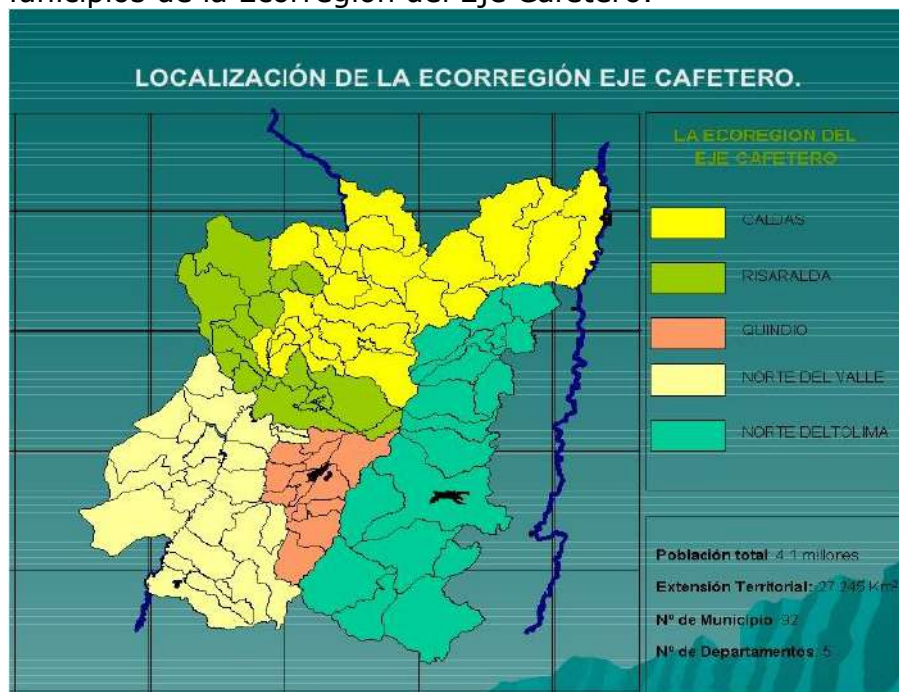 unicipios de la Ecorregión del Eje Cafetero.
LOCALIZACIÓN DE LA ECORREGIÓN EJE CAFETERO.
LA ECOREGION DEL
EJE CAFETERO
CALDAS
RISARALDA
QUINDIO
NORTE DEL VALLE
NORTE DEL TOLIMA
Población total: 4.1 millones
Extensión Territorial: 27.245 Km²
Nº de Municipio: 92
Nº de Departamentos: 5